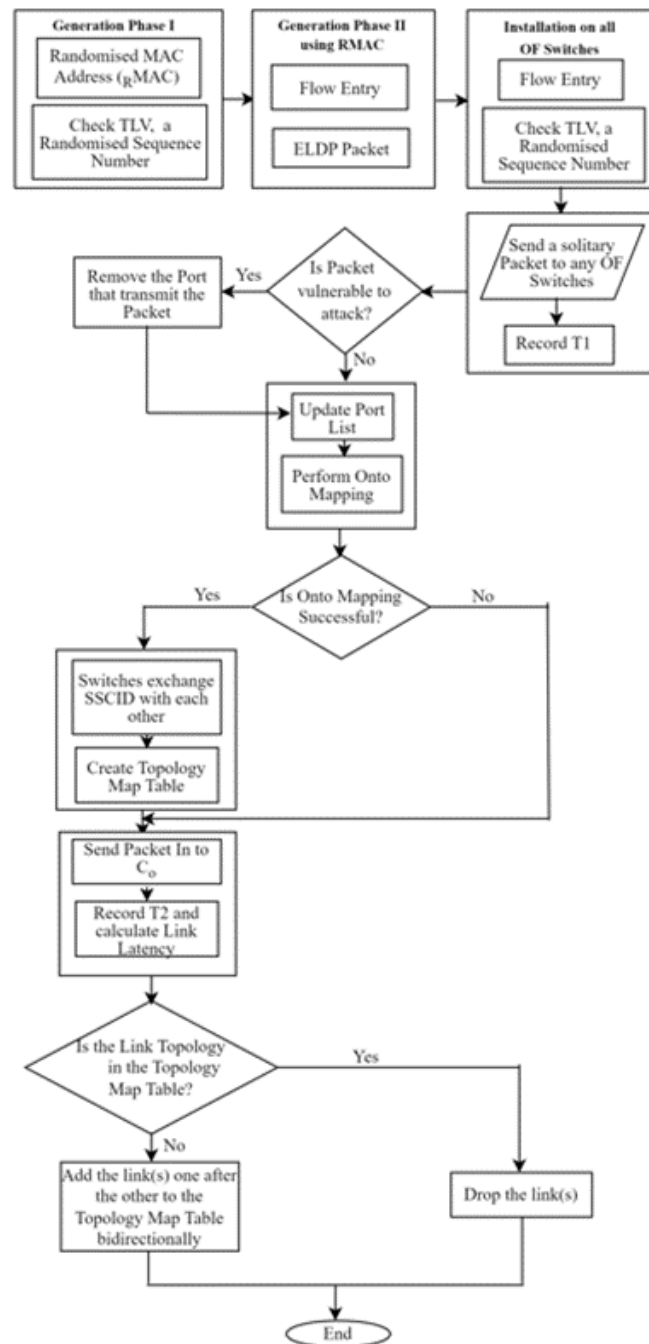 Generation Phase I
Randomised MAC
Address (RMAC)
Check TLV, a
Randomised Sequence
Number
Generation Phase II
using RMAC
Flow Entry
ELDP Packet
Installation on all
OF Switches
Flow Entry
Check TLV, a
Randomised
Sequence Number
Send a solitary
Packet to any OF
Switches
Record T1
Is Packet
vulnerable to
attack?
Yes
Remove the Port
that transmit the
Packet
No
Update Port
List
Perform Onto
Mapping
Is Onto Mapping
Successful?
Yes
No
Switches exchange
SSCID with each
other
Create Topology
Map Table
Send Packet In to
Co
Record T2 and
calculate Link
Latency
Is the Link Topology
in the Topology
Map Table?
Yes
No
Add the link(s) one after
the other to the
Topology Map Table
bidirectionally
Drop the link(s)
End